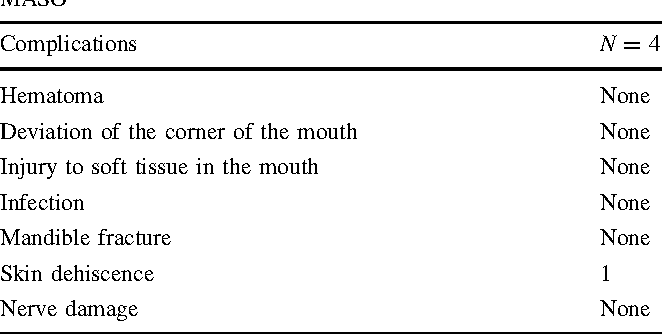 Complications N = 4
Hematoma None
Deviation of the corner of the mouth None
Injury to soft tissue in the mouth None
Infection None
Mandible fracture None
Skin dehiscence 1
Nerve damage None